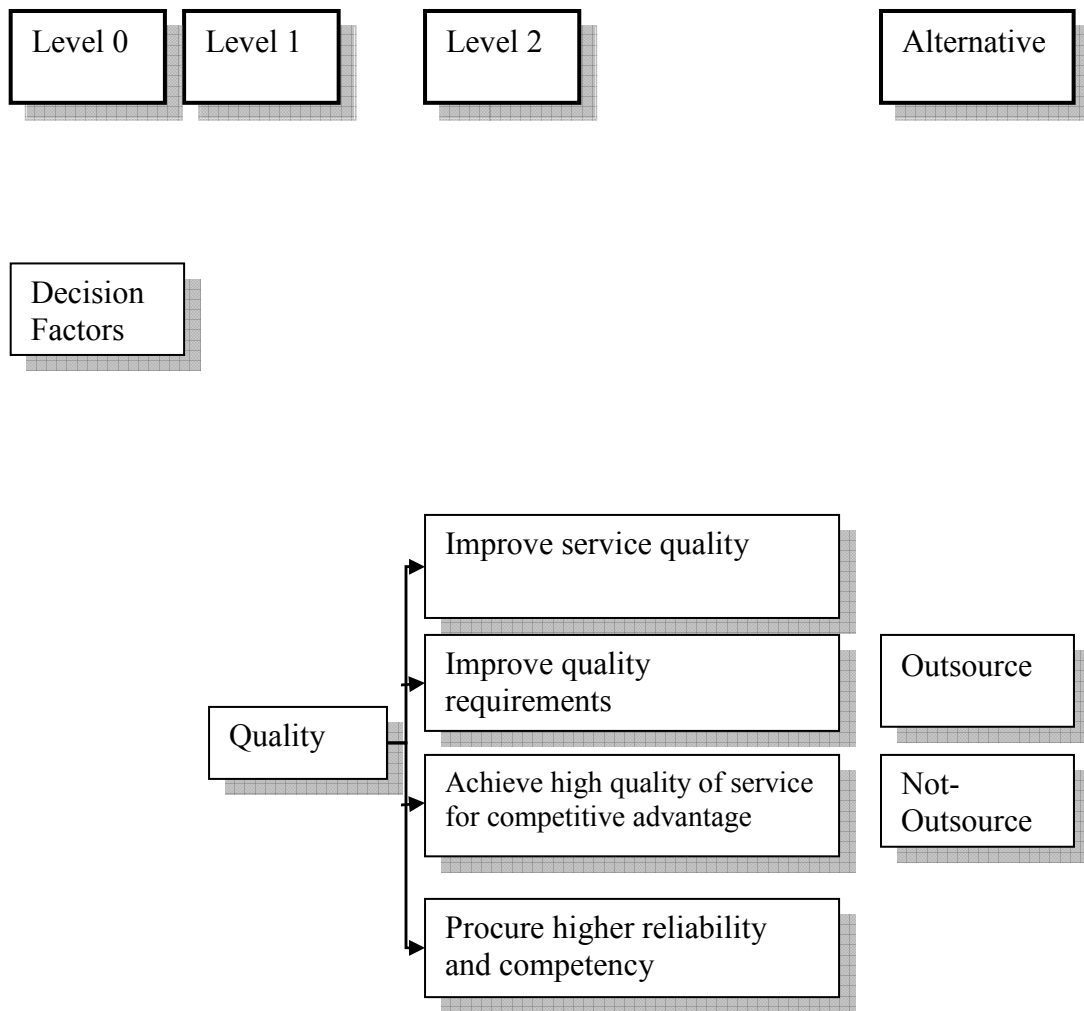 Level 0
Level 1
Level 2
Alternative
Decision
Factors
Improve service quality
Improve quality
requirements
Outsource
Quality
Achieve high quality of service
for competitive advantage
Not-
Outsource
Procure higher reliability
and competency